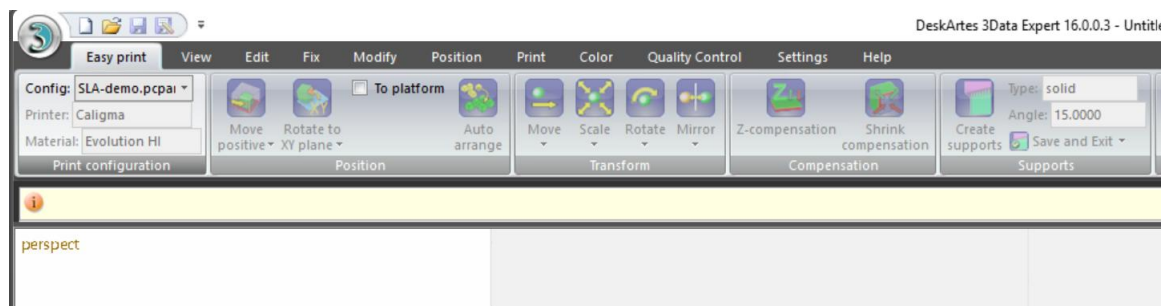 DeskArtes 3Data Expert 16.0.0.3 - Untitle
Easy print View Edit Fix Modify Position Print Color Quality Control Settings Help
Config: SLA-demo.pcpar
Printer: Caligma
Material: Evolution HI
Print configuration
Move positive
Rotate to XY plane
To platform
Auto arrange
Position
Move Scale Rotate Mirror
Transform
Z-compensation
Shrink compensation
Compensation
Create supports
Type: solid
Angle: 15.0000
Save and Exit
Supports
perspect